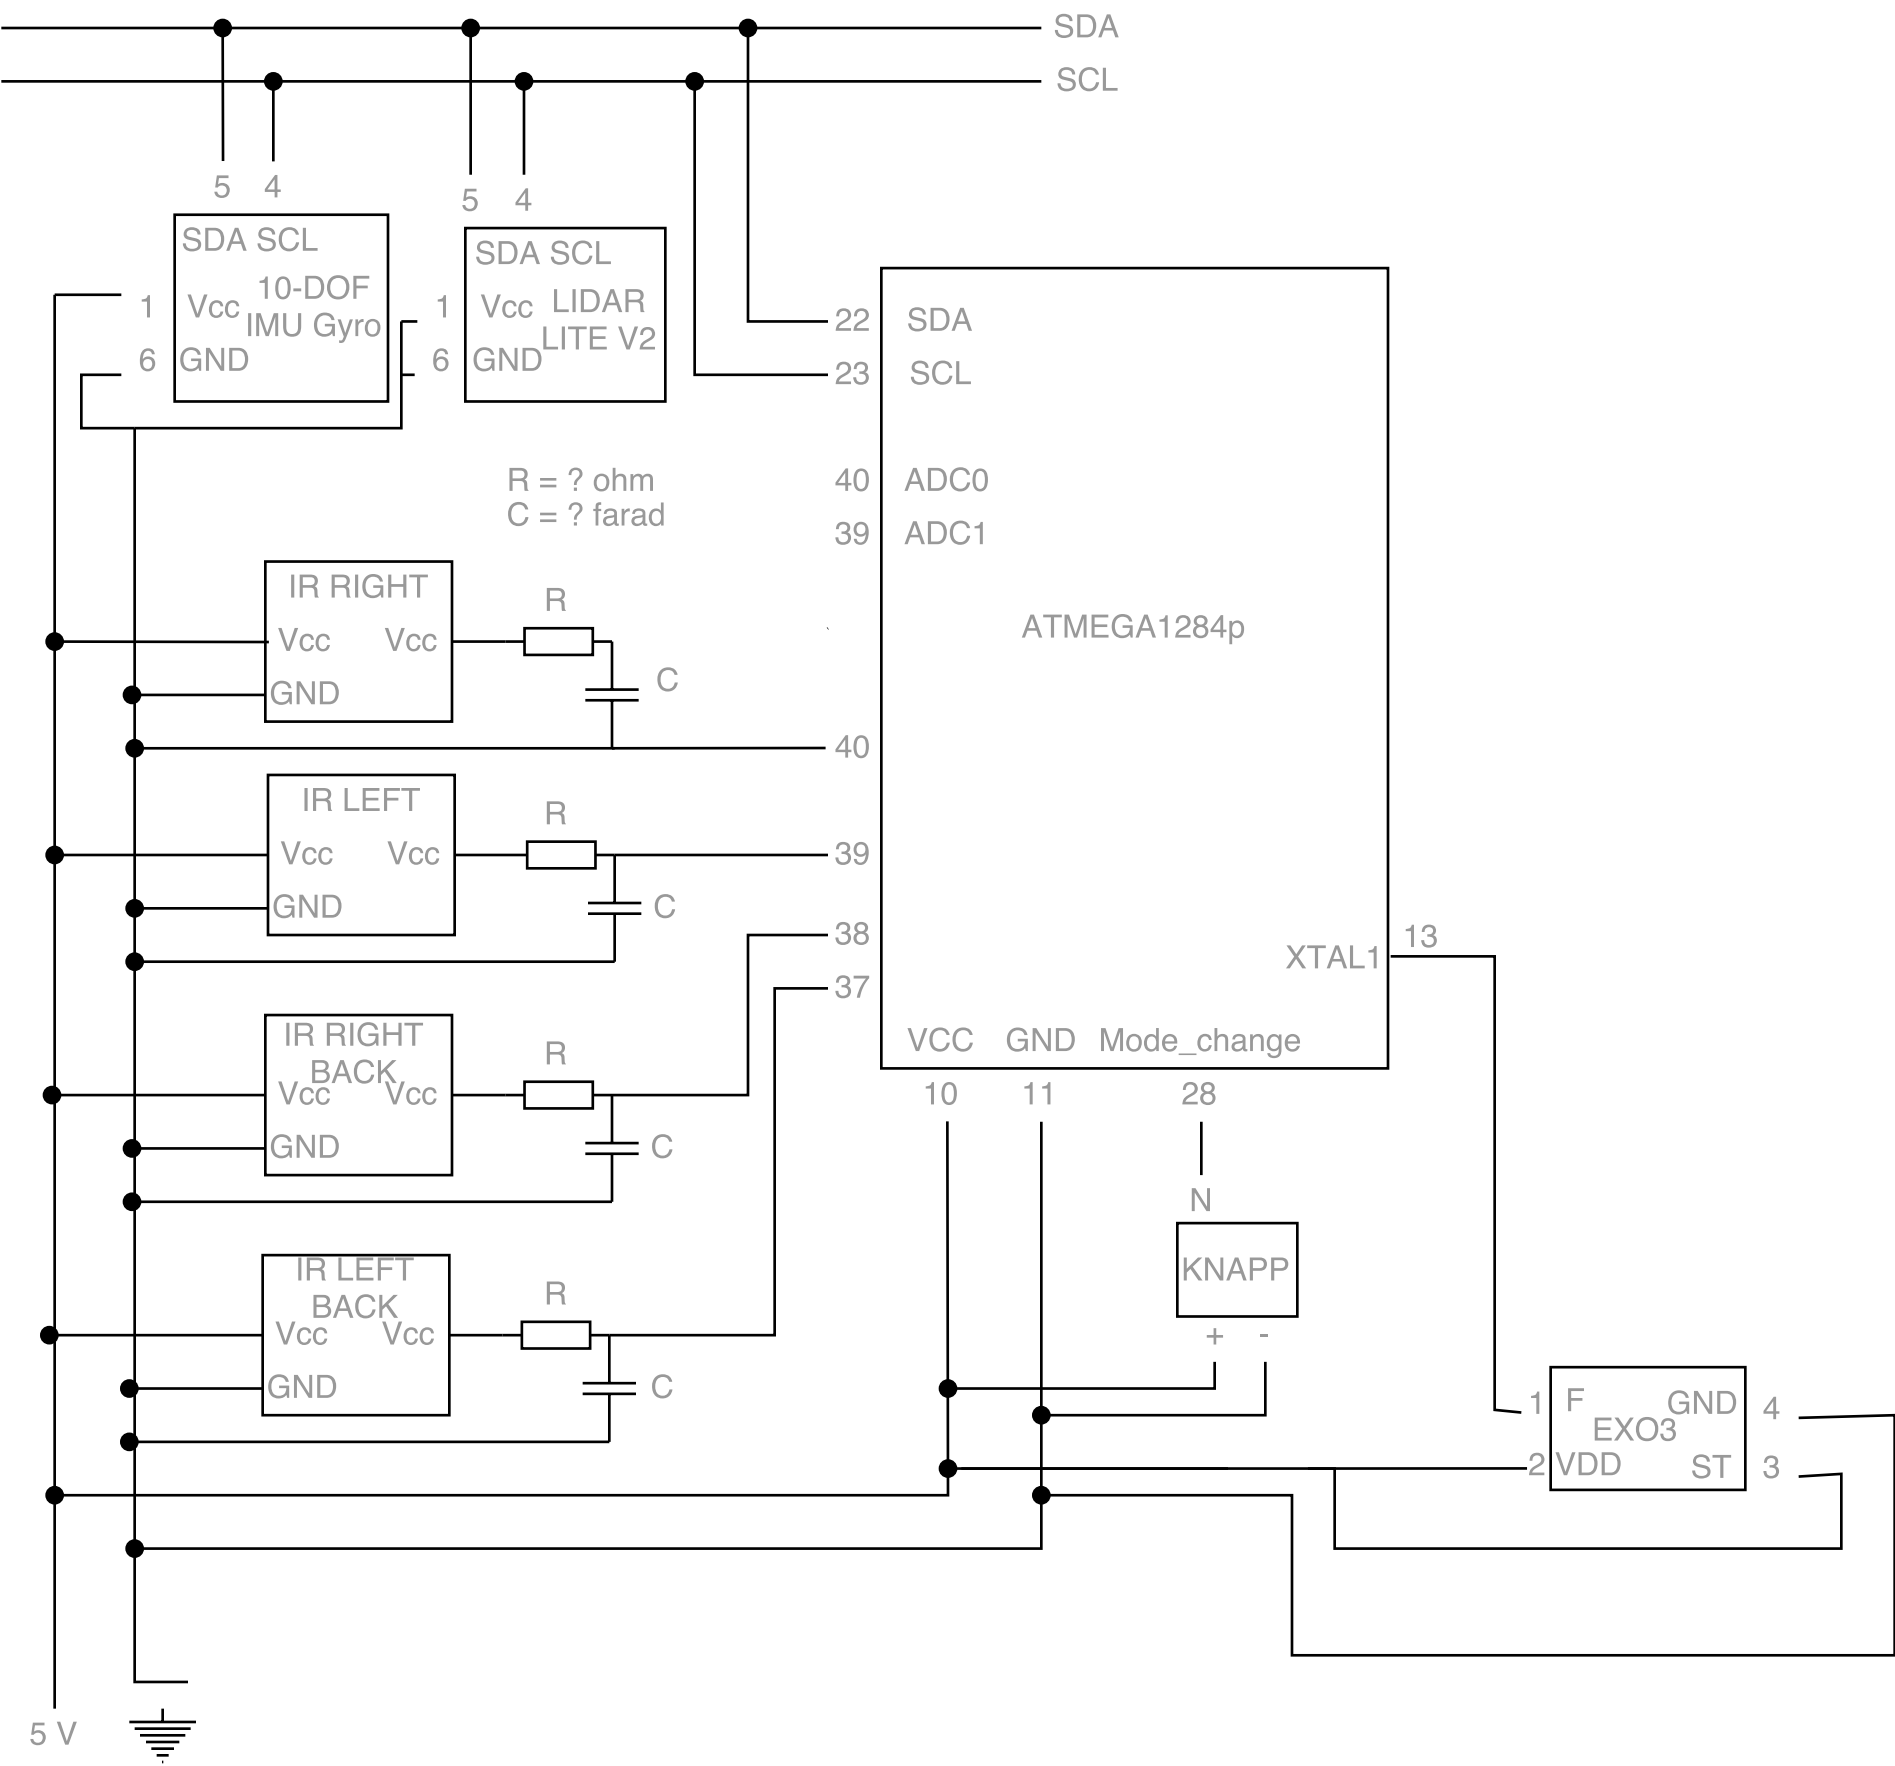 SDA
SCL
5 4
5 4
SDA SCL
10-DOF
IMU Gyro
1 Vcc
6 GND
SDA SCL
LIDAR
LITE V2
1 Vcc
6 GND
22 SDA
23 SCL
R = ? ohm
C = ? farad
40 ADC0
39 ADC1
ATMEGA1284p
IR RIGHT
Vcc Vcc
GND
R
C
40
IR LEFT
Vcc Vcc
GND
R
C
39
38
37
XTAL1 13
VCC GND Mode_change
10 11 28
IR RIGHT
BACK
Vcc Vcc
GND
R
C
N
KNAPP
+ -
IR LEFT
BACK
Vcc Vcc
GND
R
C
1 F GND 4
EXO3
2 VDD ST 3
5 V